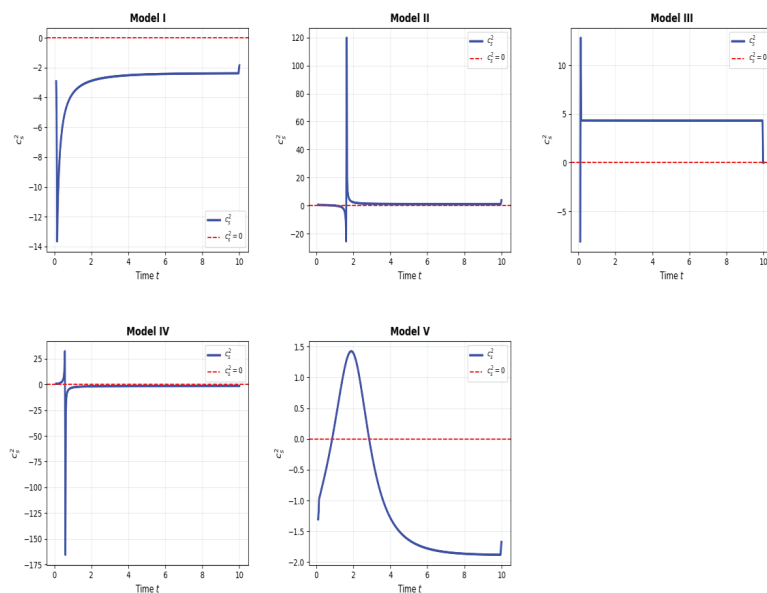 Model I
0
−2
−4
−6
−8
−10
−12
−14
c_s^2
c_s^2
c_s^2 = 0
0
2
4
6
8
10
Time t
Model II
120
100
80
60
40
20
0
−20
c_s^2
c_s^2
c_s^2 = 0
0
2
4
6
8
10
Time t
Model III
10
5
0
−5
c_s^2
c_s^2
c_s^2 = 0
0
2
4
6
8
10
Time t
Model IV
25
0
−25
−50
−75
−100
−125
−150
−175
c_s^2
c_s^2
c_s^2 = 0
0
2
4
6
8
10
Time t
Model V
1.5
1.0
0.5
0.0
−0.5
−1.0
−1.5
−2.0
c_s^2
c_s^2
c_s^2 = 0
0
2
4
6
8
10
Time t